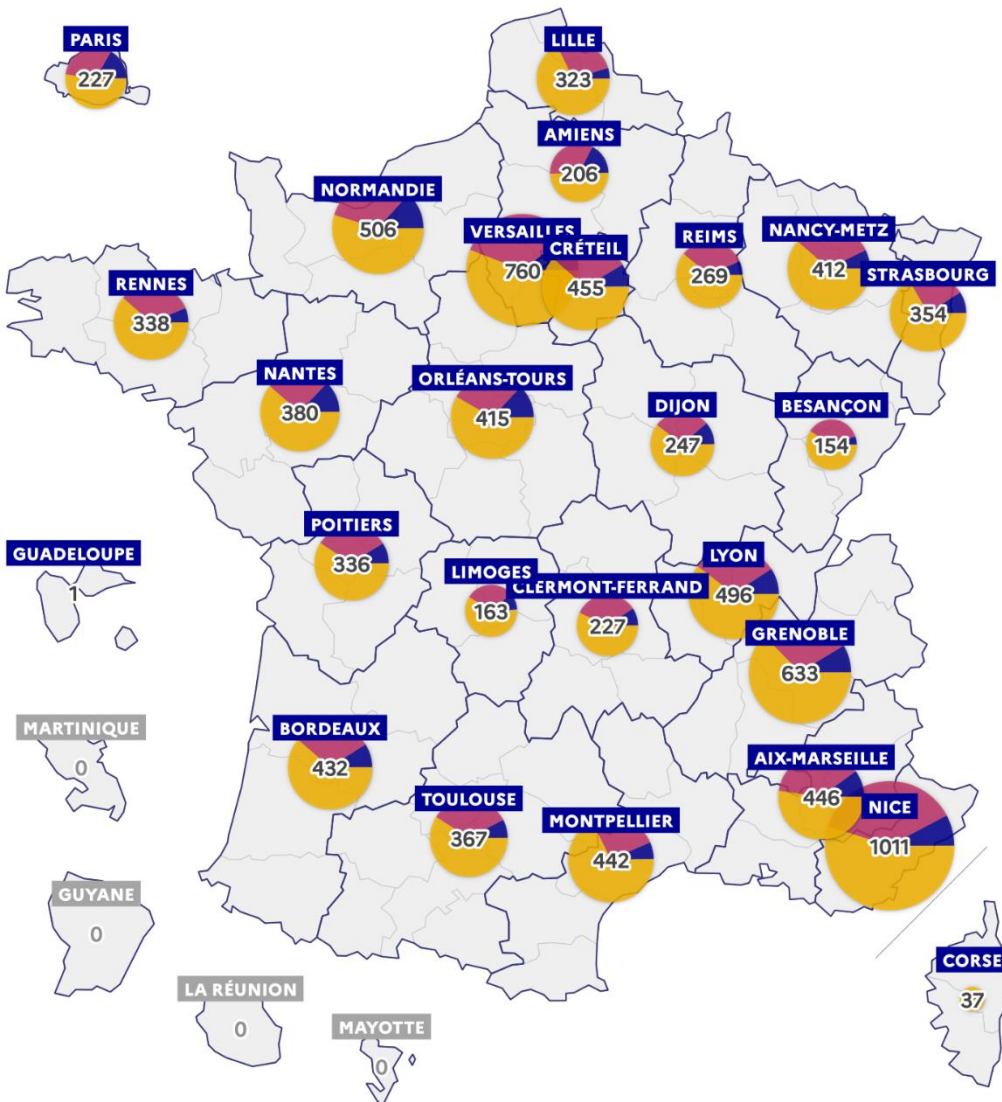 PARIS
227
LILLE
323
AMIENS
206
NORMANDIE
506
VERSAILLES
760
CRÉTEIL
455
REIMS
269
NANCY-METZ
412
STRASBOURG
354
RENNES
338
NANTES
380
ORLÉANS-TOURS
415
DIJON
247
BESANÇON
154
POITIERS
336
GUADELOUPE
1
LIMOGES
163
CLERMONT-FERRAND
227
LYON
496
GRENOBLE
633
MARTINIQUE
0
BORDEAUX
432
TOULOUSE
367
MONTPELLIER
442
AIX-MARSEILLE
446
NICE
1011
GUYANE
0
LA RÉUNION
0
MAYOTTE
0
CORSE
37